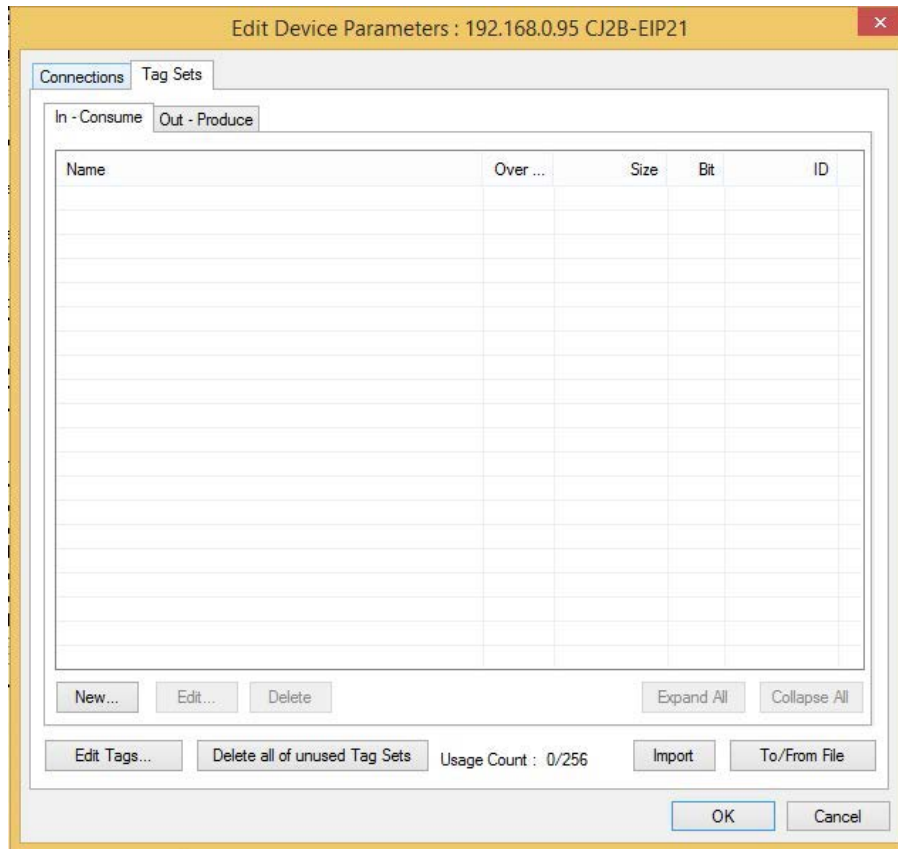 Edit Device Parameters : 192.168.0.95 CJ2B-EIP21
Connections Tag Sets
In - Consume Out - Produce
Name Over ... Size Bit ID
New... Edit... Delete Expand All Collapse All
Edit Tags... Delete all of unused Tag Sets Usage Count : 0/256 Import To/From File
OK Cancel